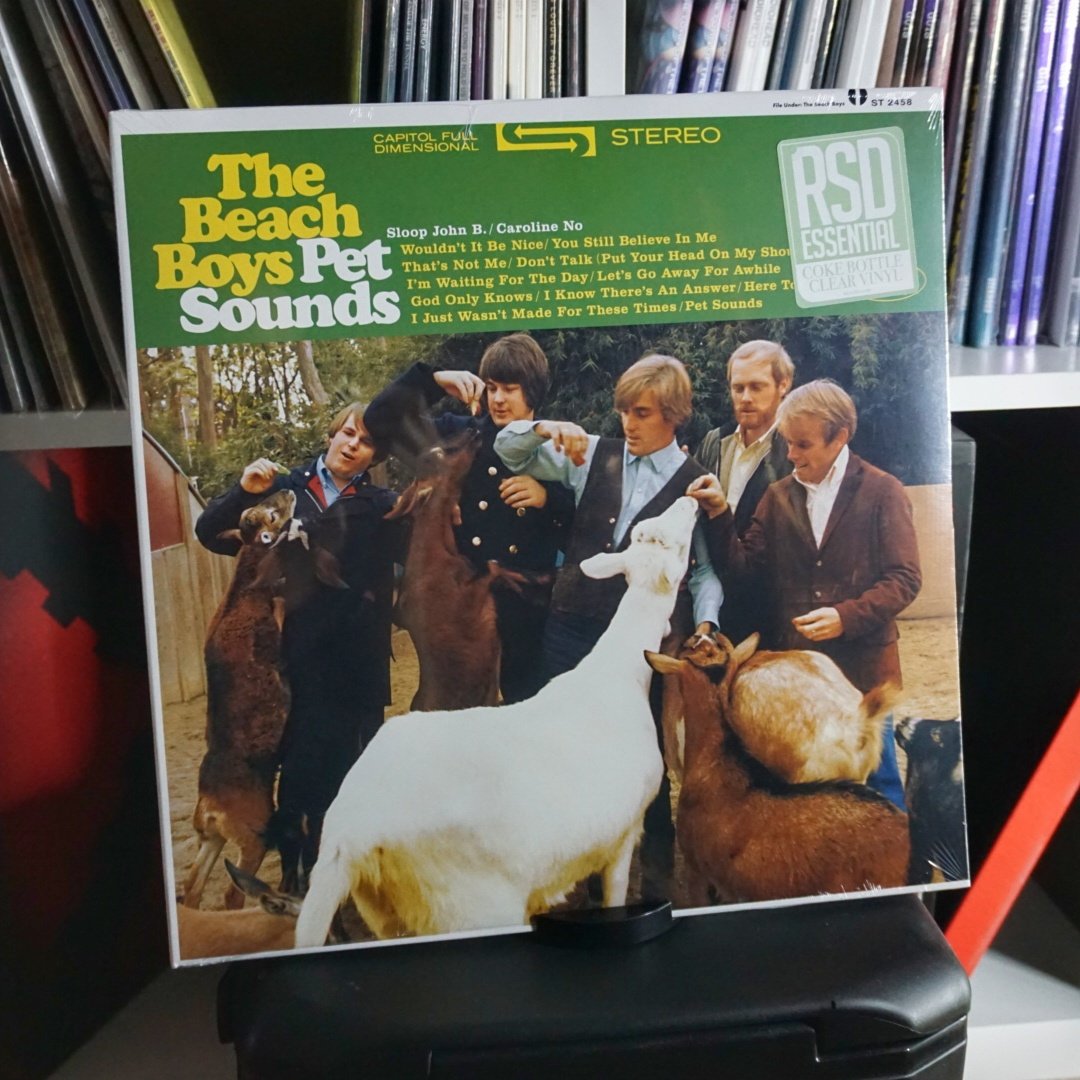 File Under: The Beach Boys ST 2458
CAPITOL FULL
DIMENSIONAL
STEREO
The
Beach
Boys Pet
Sounds
Sloop John B./Caroline No
Wouldn't It Be Nice/You Still Believe In Me
That's Not Me/Don't Talk (Put Your Head On My Shou
I'm Waiting For The Day/Let's Go Away For Awhile
God Only Knows/I Know There's An Answer/Here To
I Just Wasn't Made For These Times/Pet Sounds
RSD
ESSENTIAL
COKE BOTTLE
CLEAR VINYL